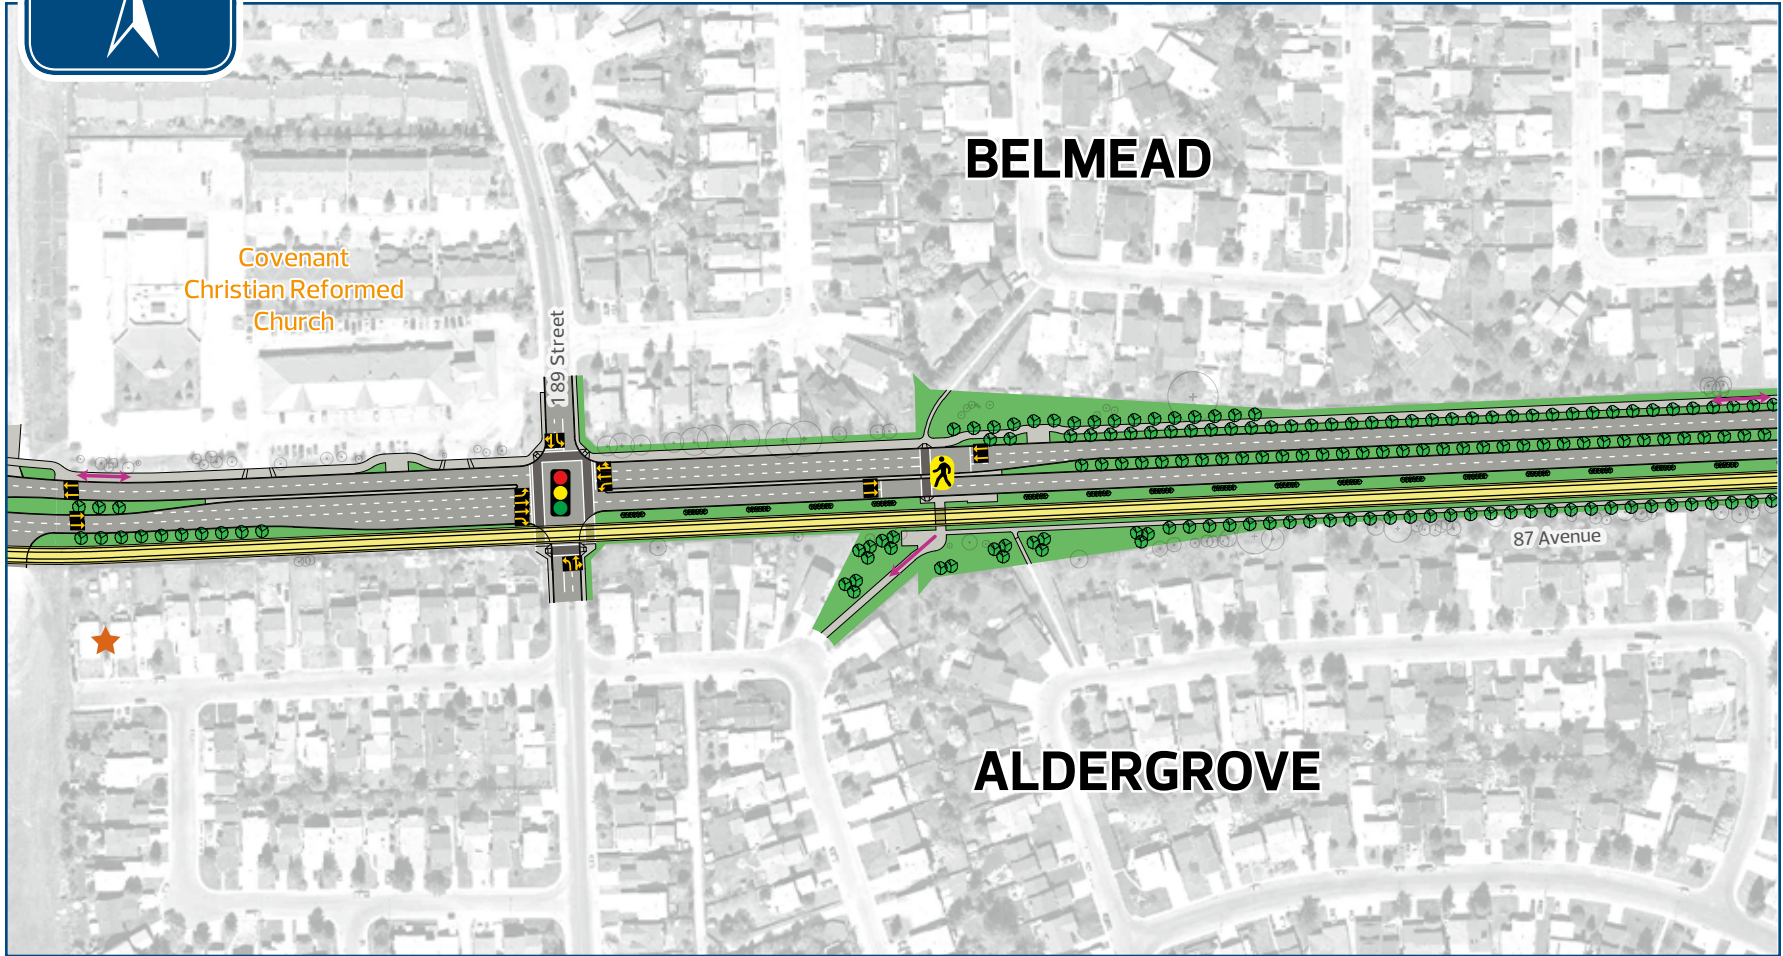 BELMEAD
Covenant
Christian Reformed
Church
189 Street
87 Avenue
ALDERGROVE